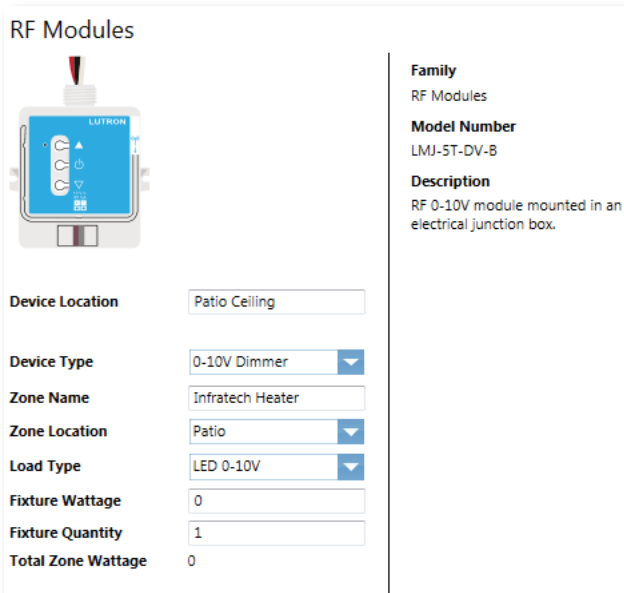 RF Modules
LUTRON
Family
RF Modules
Model Number
LMJ-5T-DV-B
Description
RF 0-10V module mounted in an
electrical junction box.
Device Location Patio Ceiling
Device Type 0-10V Dimmer
Zone Name Infratech Heater
Zone Location Patio
Load Type LED 0-10V
Fixture Wattage 0
Fixture Quantity 1
Total Zone Wattage 0